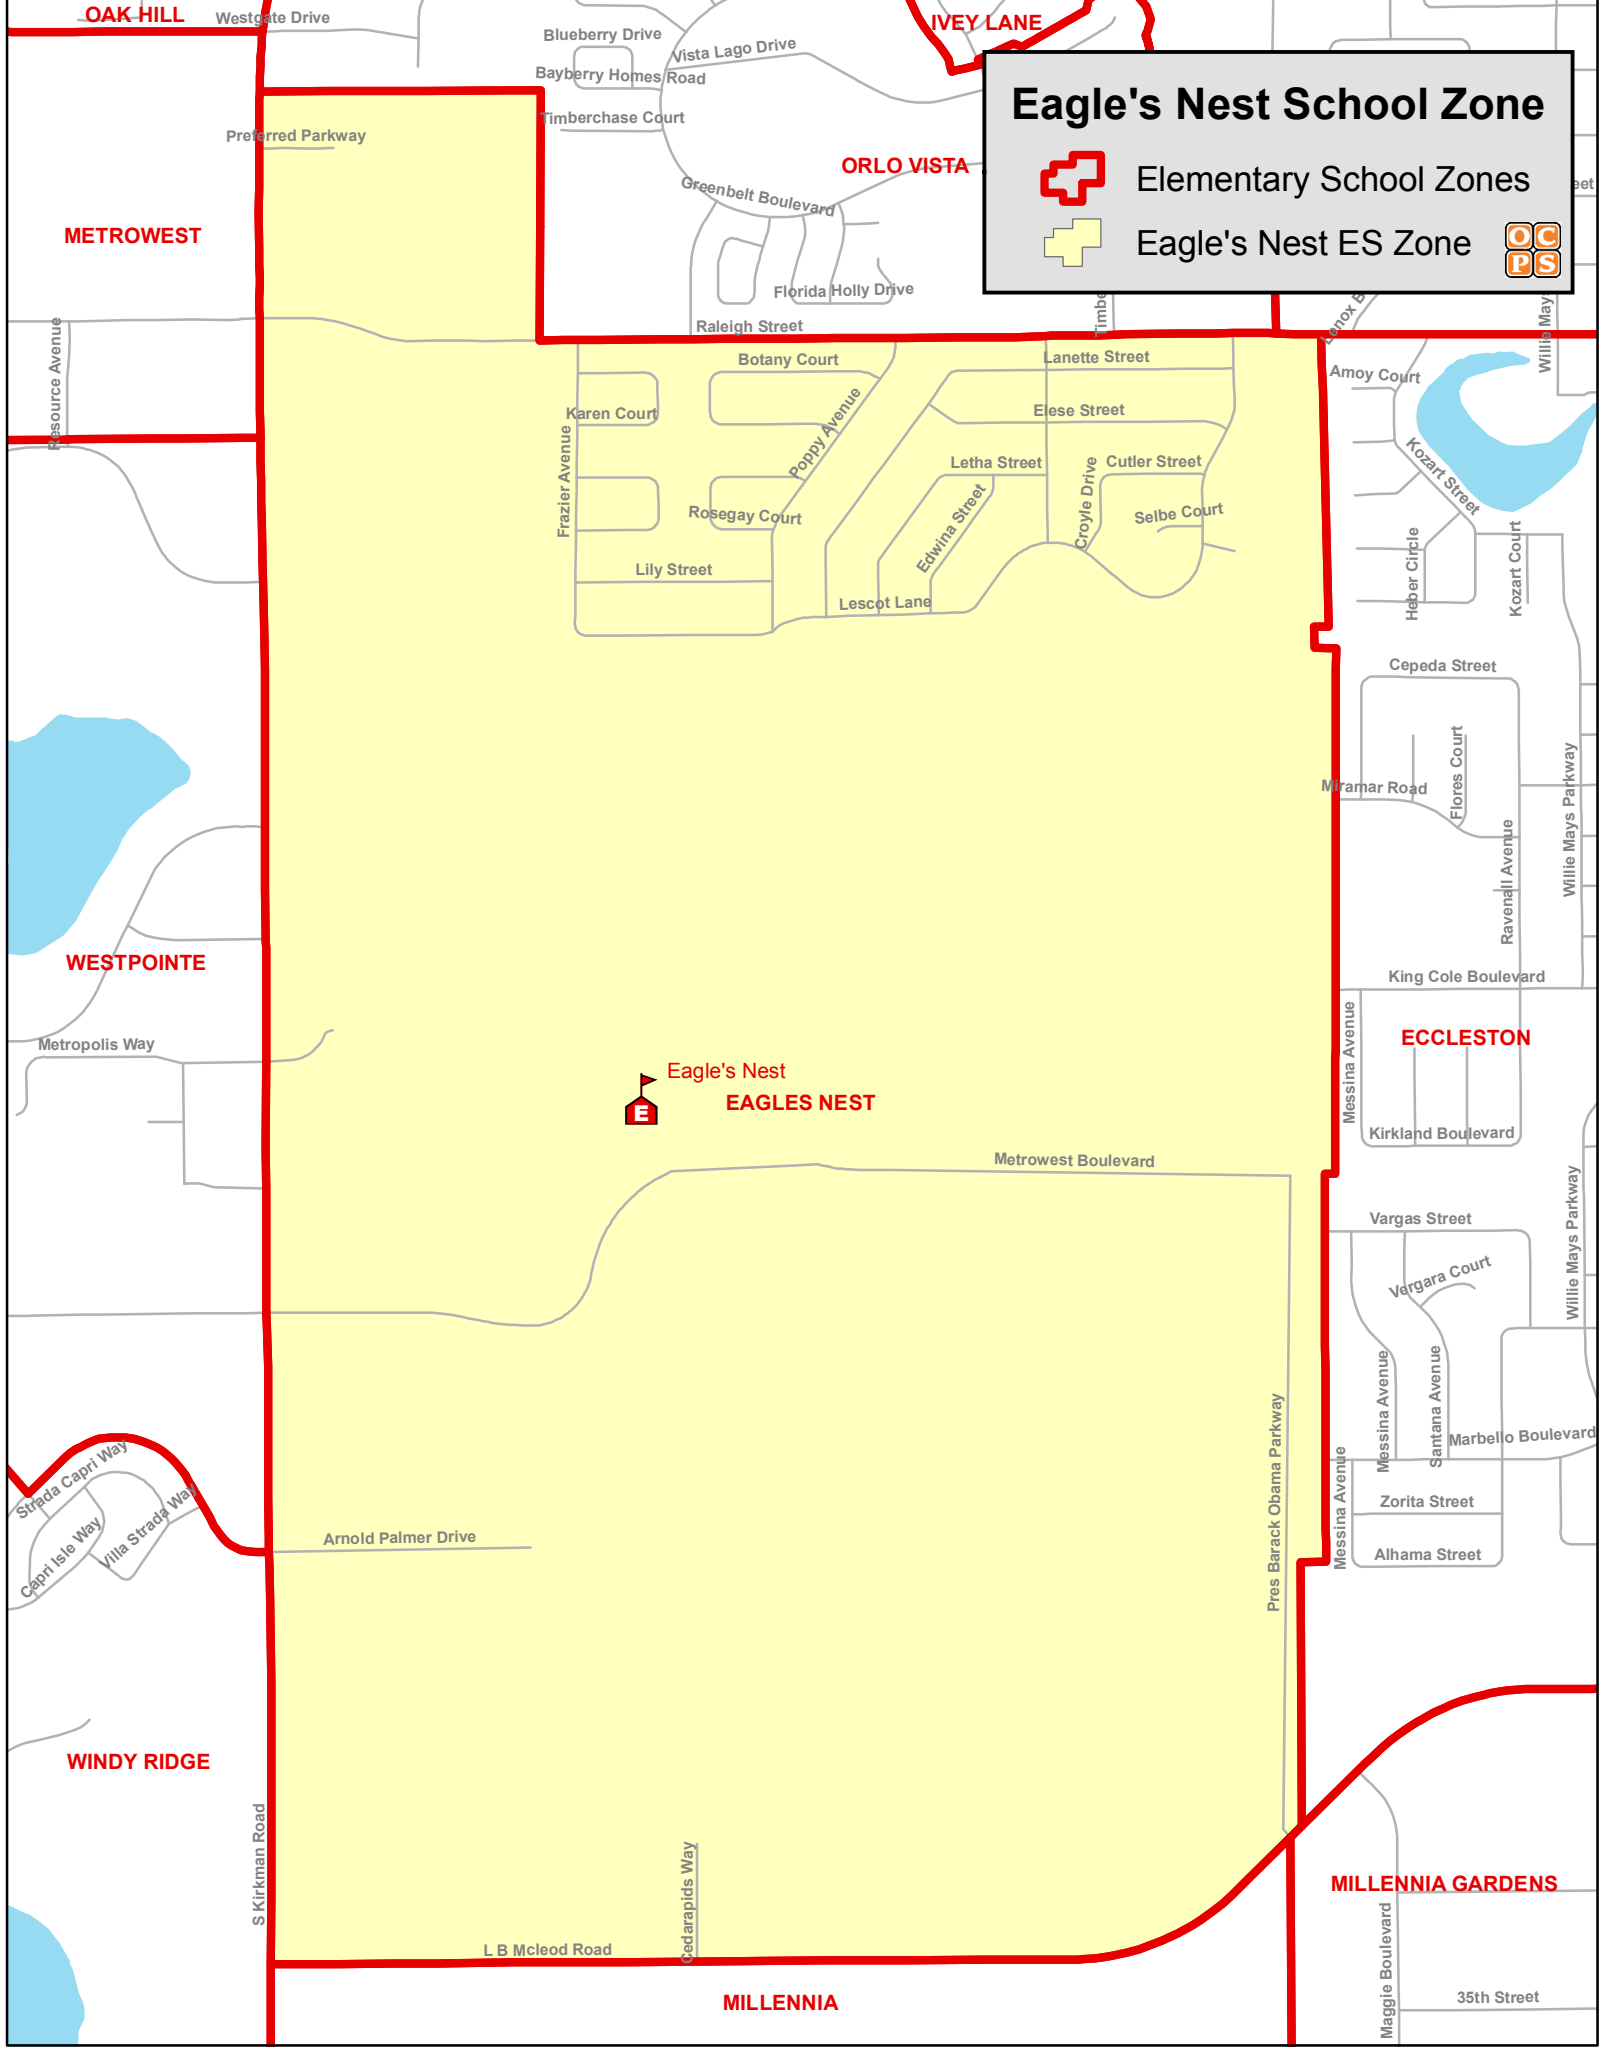 OAK HILL
Westgate Drive
IVEY LANE
Blueberry Drive
Vista Lago Drive
Bayberry Homes Road
Timberchase Court
Preferred Parkway
ORLO VISTA
Eagle's Nest School Zone
Elementary School Zones
Eagle's Nest ES Zone
OC
PS
METROWEST
Greenbelt Boulevard
Florida Holly Drive
Raleigh Street
Resource Avenue
Botany Court
Lanette Street
Amoy Court
Willie Mays
Karen Court
Elese Street
Poppy Avenue
Frazier Avenue
Letha Street
Cutler Street
Croyle Drive
Kozart Street
Rosegay Court
Edwina Street
Selbe Court
Lily Street
Lescot Lane
Heber Circle
Kozart Court
Cepeda Street
Miramar Road
Flores Court
Willie Mays Parkway
Ravenall Avenue
WESTPOINTE
King Cole Boulevard
Metropolis Way
Messina Avenue
ECCLESTON
Eagle's Nest
E
EAGLES NEST
Kirkland Boulevard
Metrowest Boulevard
Vargas Street
Willie Mays Parkway
Vergara Court
Messina Avenue
Santana Avenue
Marbello Boulevard
Pres Barack Obama Parkway
Messina Avenue
Zorita Street
Alhama Street
Strada Capri Way
Capri Isle Way
Villa Strada Way
Arnold Palmer Drive
WINDY RIDGE
S Kirkman Road
Cedarapids Way
L B Mcleod Road
MILLENNIA GARDENS
Maggie Boulevard
35th Street
MILLENNIA